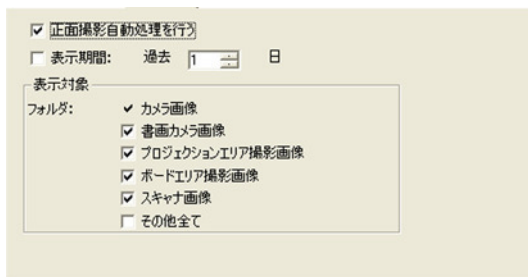 正面撮影自動処理を行う
表示期間: 過去 1 日
表示対象
フォルダ: カメラ画像
書画カメラ画像
プロジェクションエリア撮影画像
ボードエリア撮影画像
スキャナ画像
その他全て